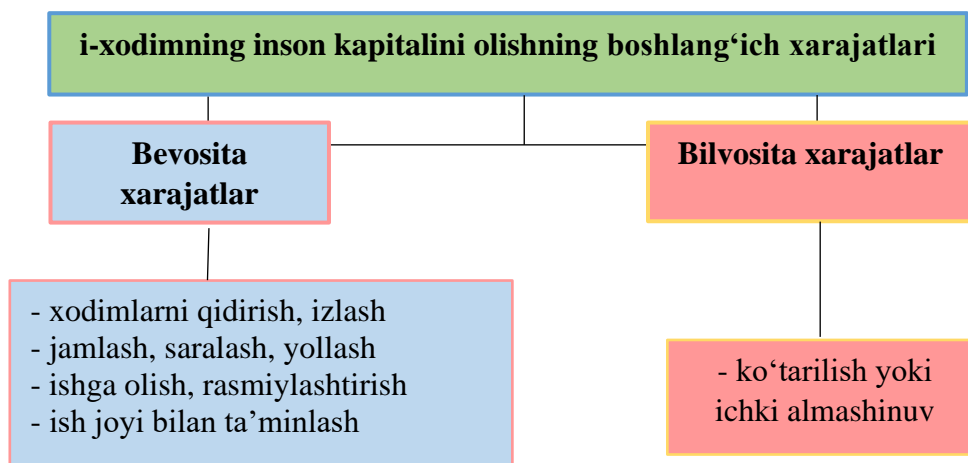 i-xodimning inson kapitalini olishning boshlang‘ich xarajatlari
Bevosita
xarajatlar
Bilvosita xarajatlar
- xodimlarni qidirish, izlash
- jamlash, saralash, yollash
- ishga olish, rasmiylashtirish
- ish joyi bilan ta’minlash
- ko‘tarilish yoki
ichki almashinuv